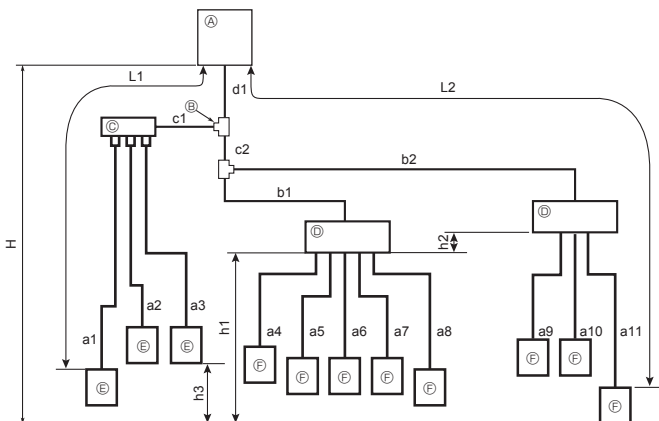 Ⓐ
L1
d1
L2
Ⓑ
Ⓒ
c1
c2
b2
b1
Ⓓ
Ⓓ
h2
H
a1
a2
a3
h1
a4
a5
a6
a7
a8
a9
a10
a11
Ⓔ
Ⓔ
Ⓔ
Ⓕ
Ⓕ
Ⓕ
Ⓕ
Ⓕ
Ⓕ
Ⓕ
Ⓕ
h3